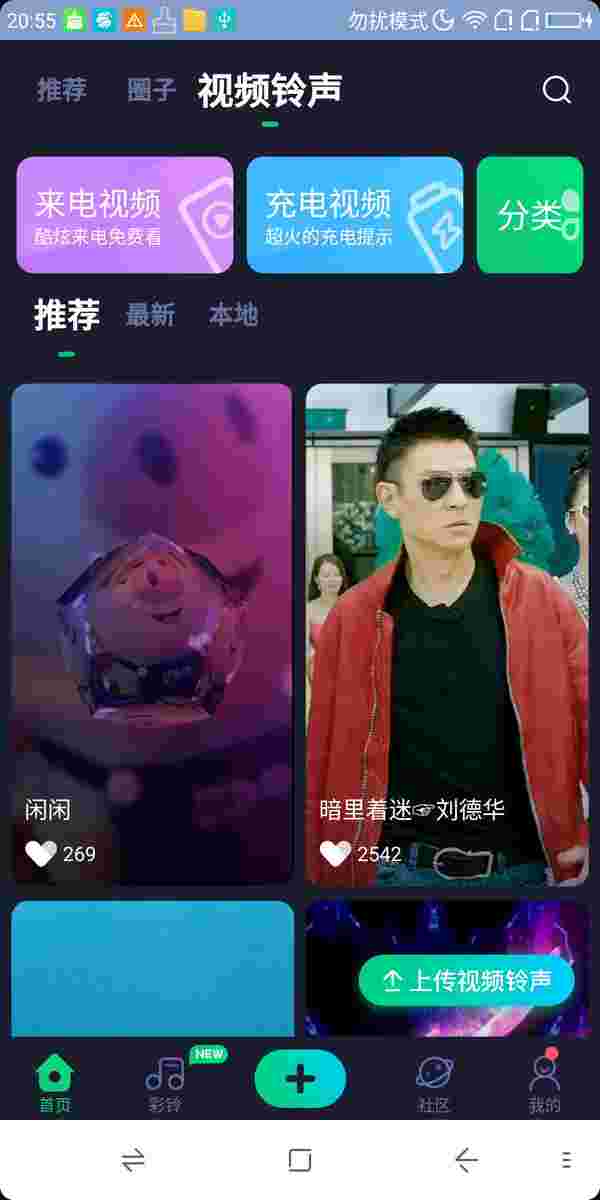 20:55 勿扰模式
推荐 圈子 视频铃声
来电视频 充电视频 分类
酷炫来电免费看 超火的充电提示
推荐 最新 本地
闲闲 暗里着迷☞刘德华
269 2542
上传视频铃声
NEW
首页 彩铃 社区 我的